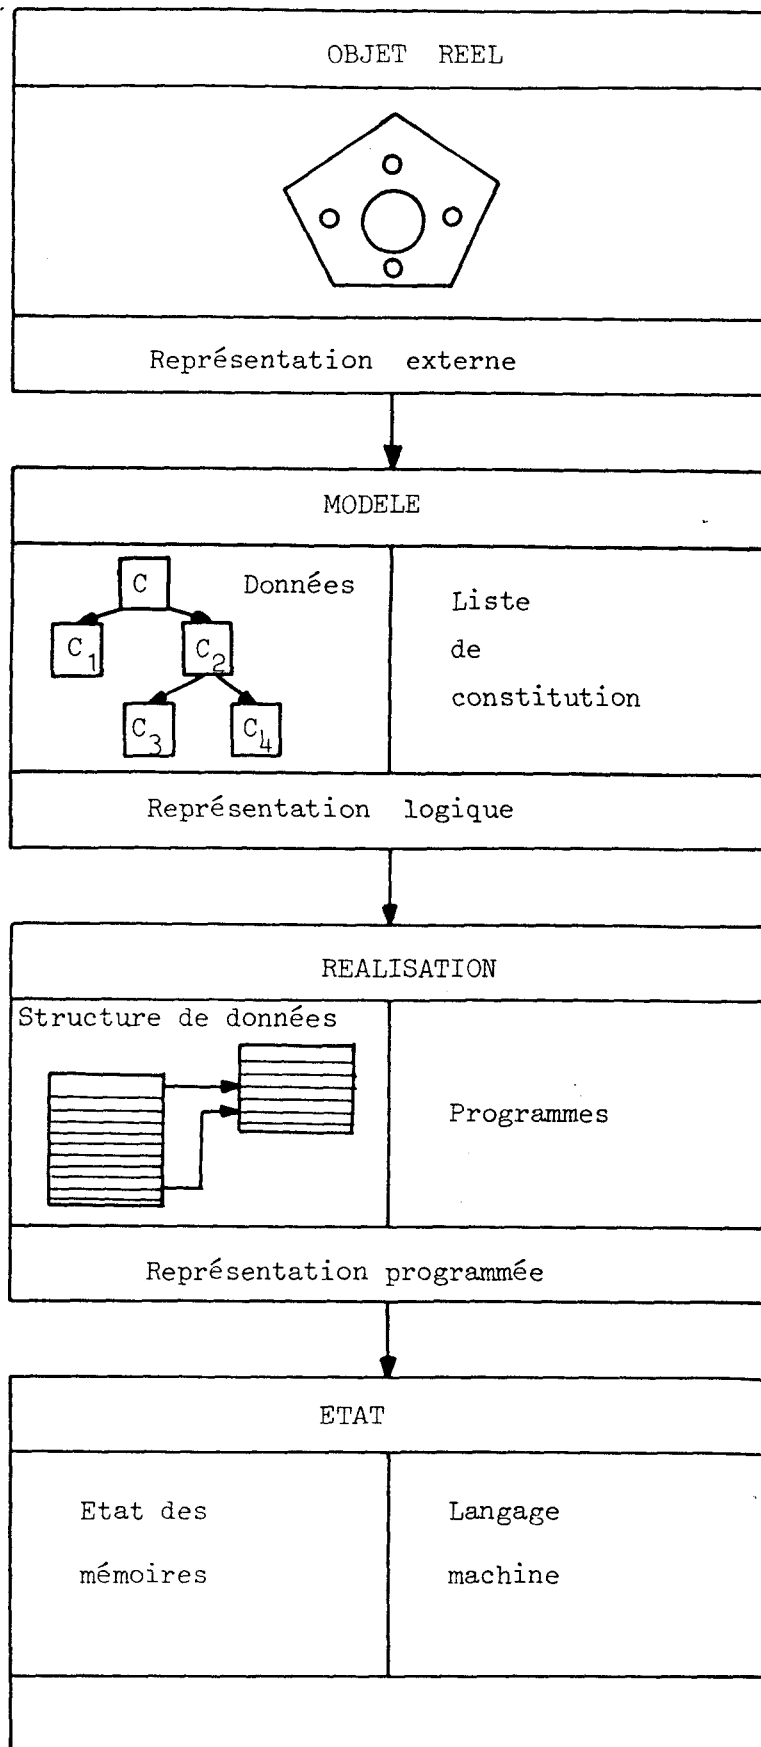 OBJET REEL
Représentation externe
MODELE
C
Données
C1
C2
C3
C4
Liste
de
constitution
Représentation logique
REALISATION
Structure de données
Programmes
Représentation programmée
ETAT
Etat des
mémoires
Langage
machine